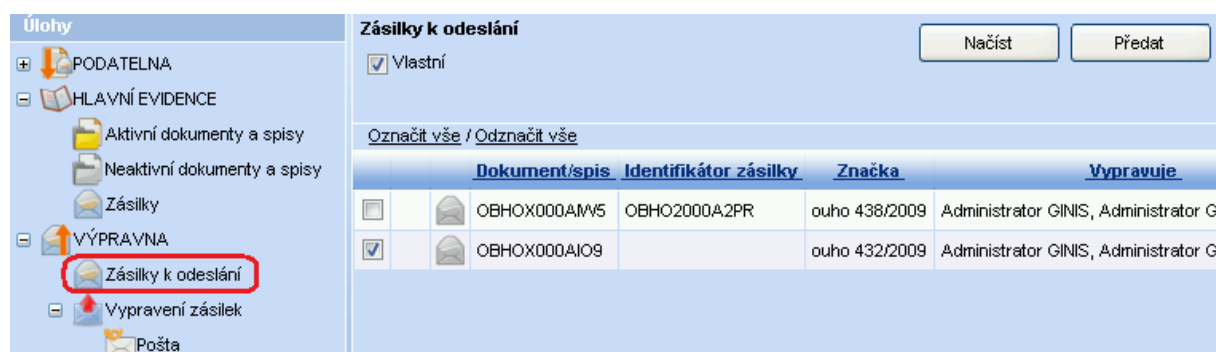 Úlohy
PODATELNA
HLAVNÍ EVIDENCE
Aktivní dokumenty a spisy
Neaktivní dokumenty a spisy
Zásilky
VÝPRAVNA
Zásilky k odeslání
Vypravení zásilek
Pošta
Zásilky k odeslání
Načíst Předat
Vlastní
Označit vše / Odznačit vše
Dokument/spis Identifikátor zásilky Značka Vypravuje
OBHOX000AMV5 OBHO2000A2PR ouho 438/2009 Administrator GINIS, Administrator G
OBHOX000AIO9 ouho 432/2009 Administrator GINIS, Administrator G